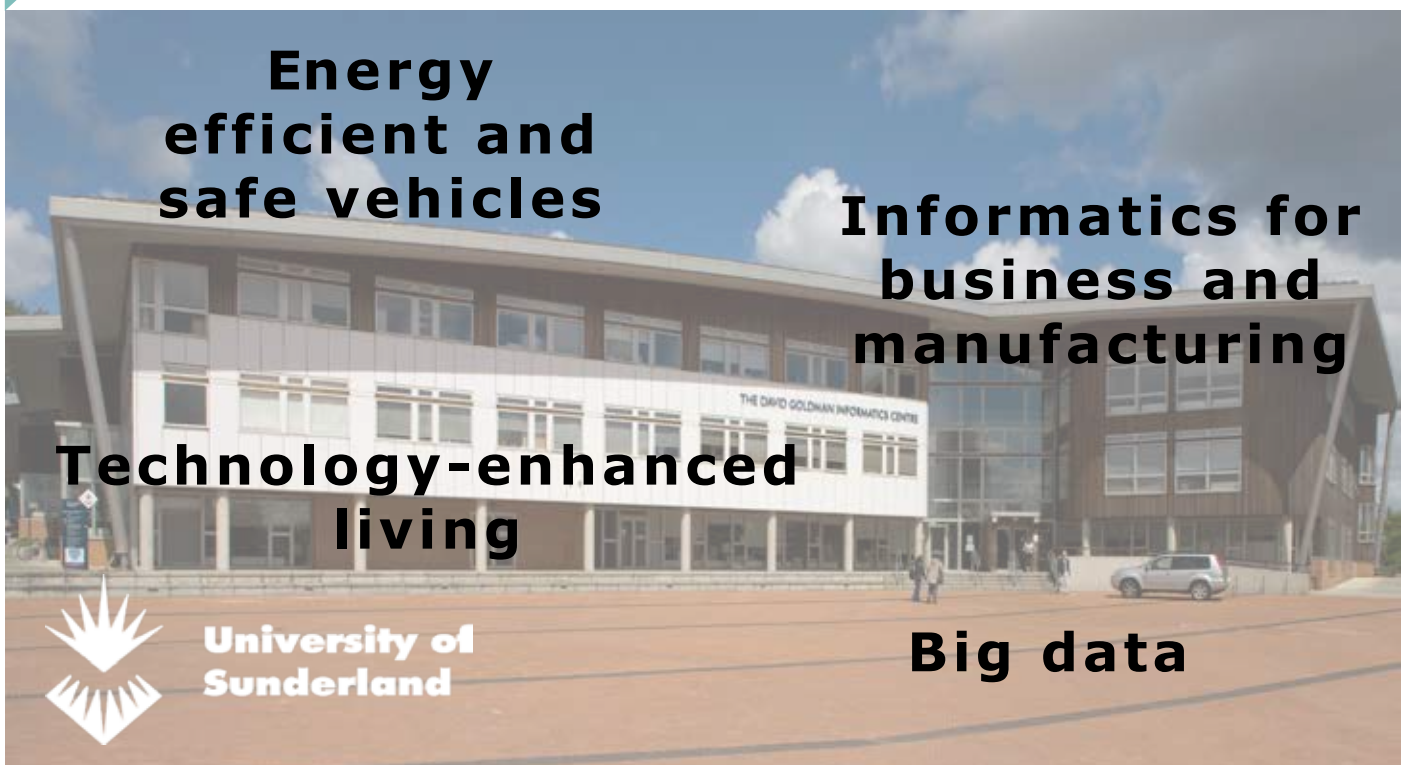 Energy
efficient and
safe vehicles
Informatics for
business and
manufacturing
THE DAVID GOLDMAN INFORMATICS CENTRE
Technology-enhanced
living
University of
Sunderland
Big data